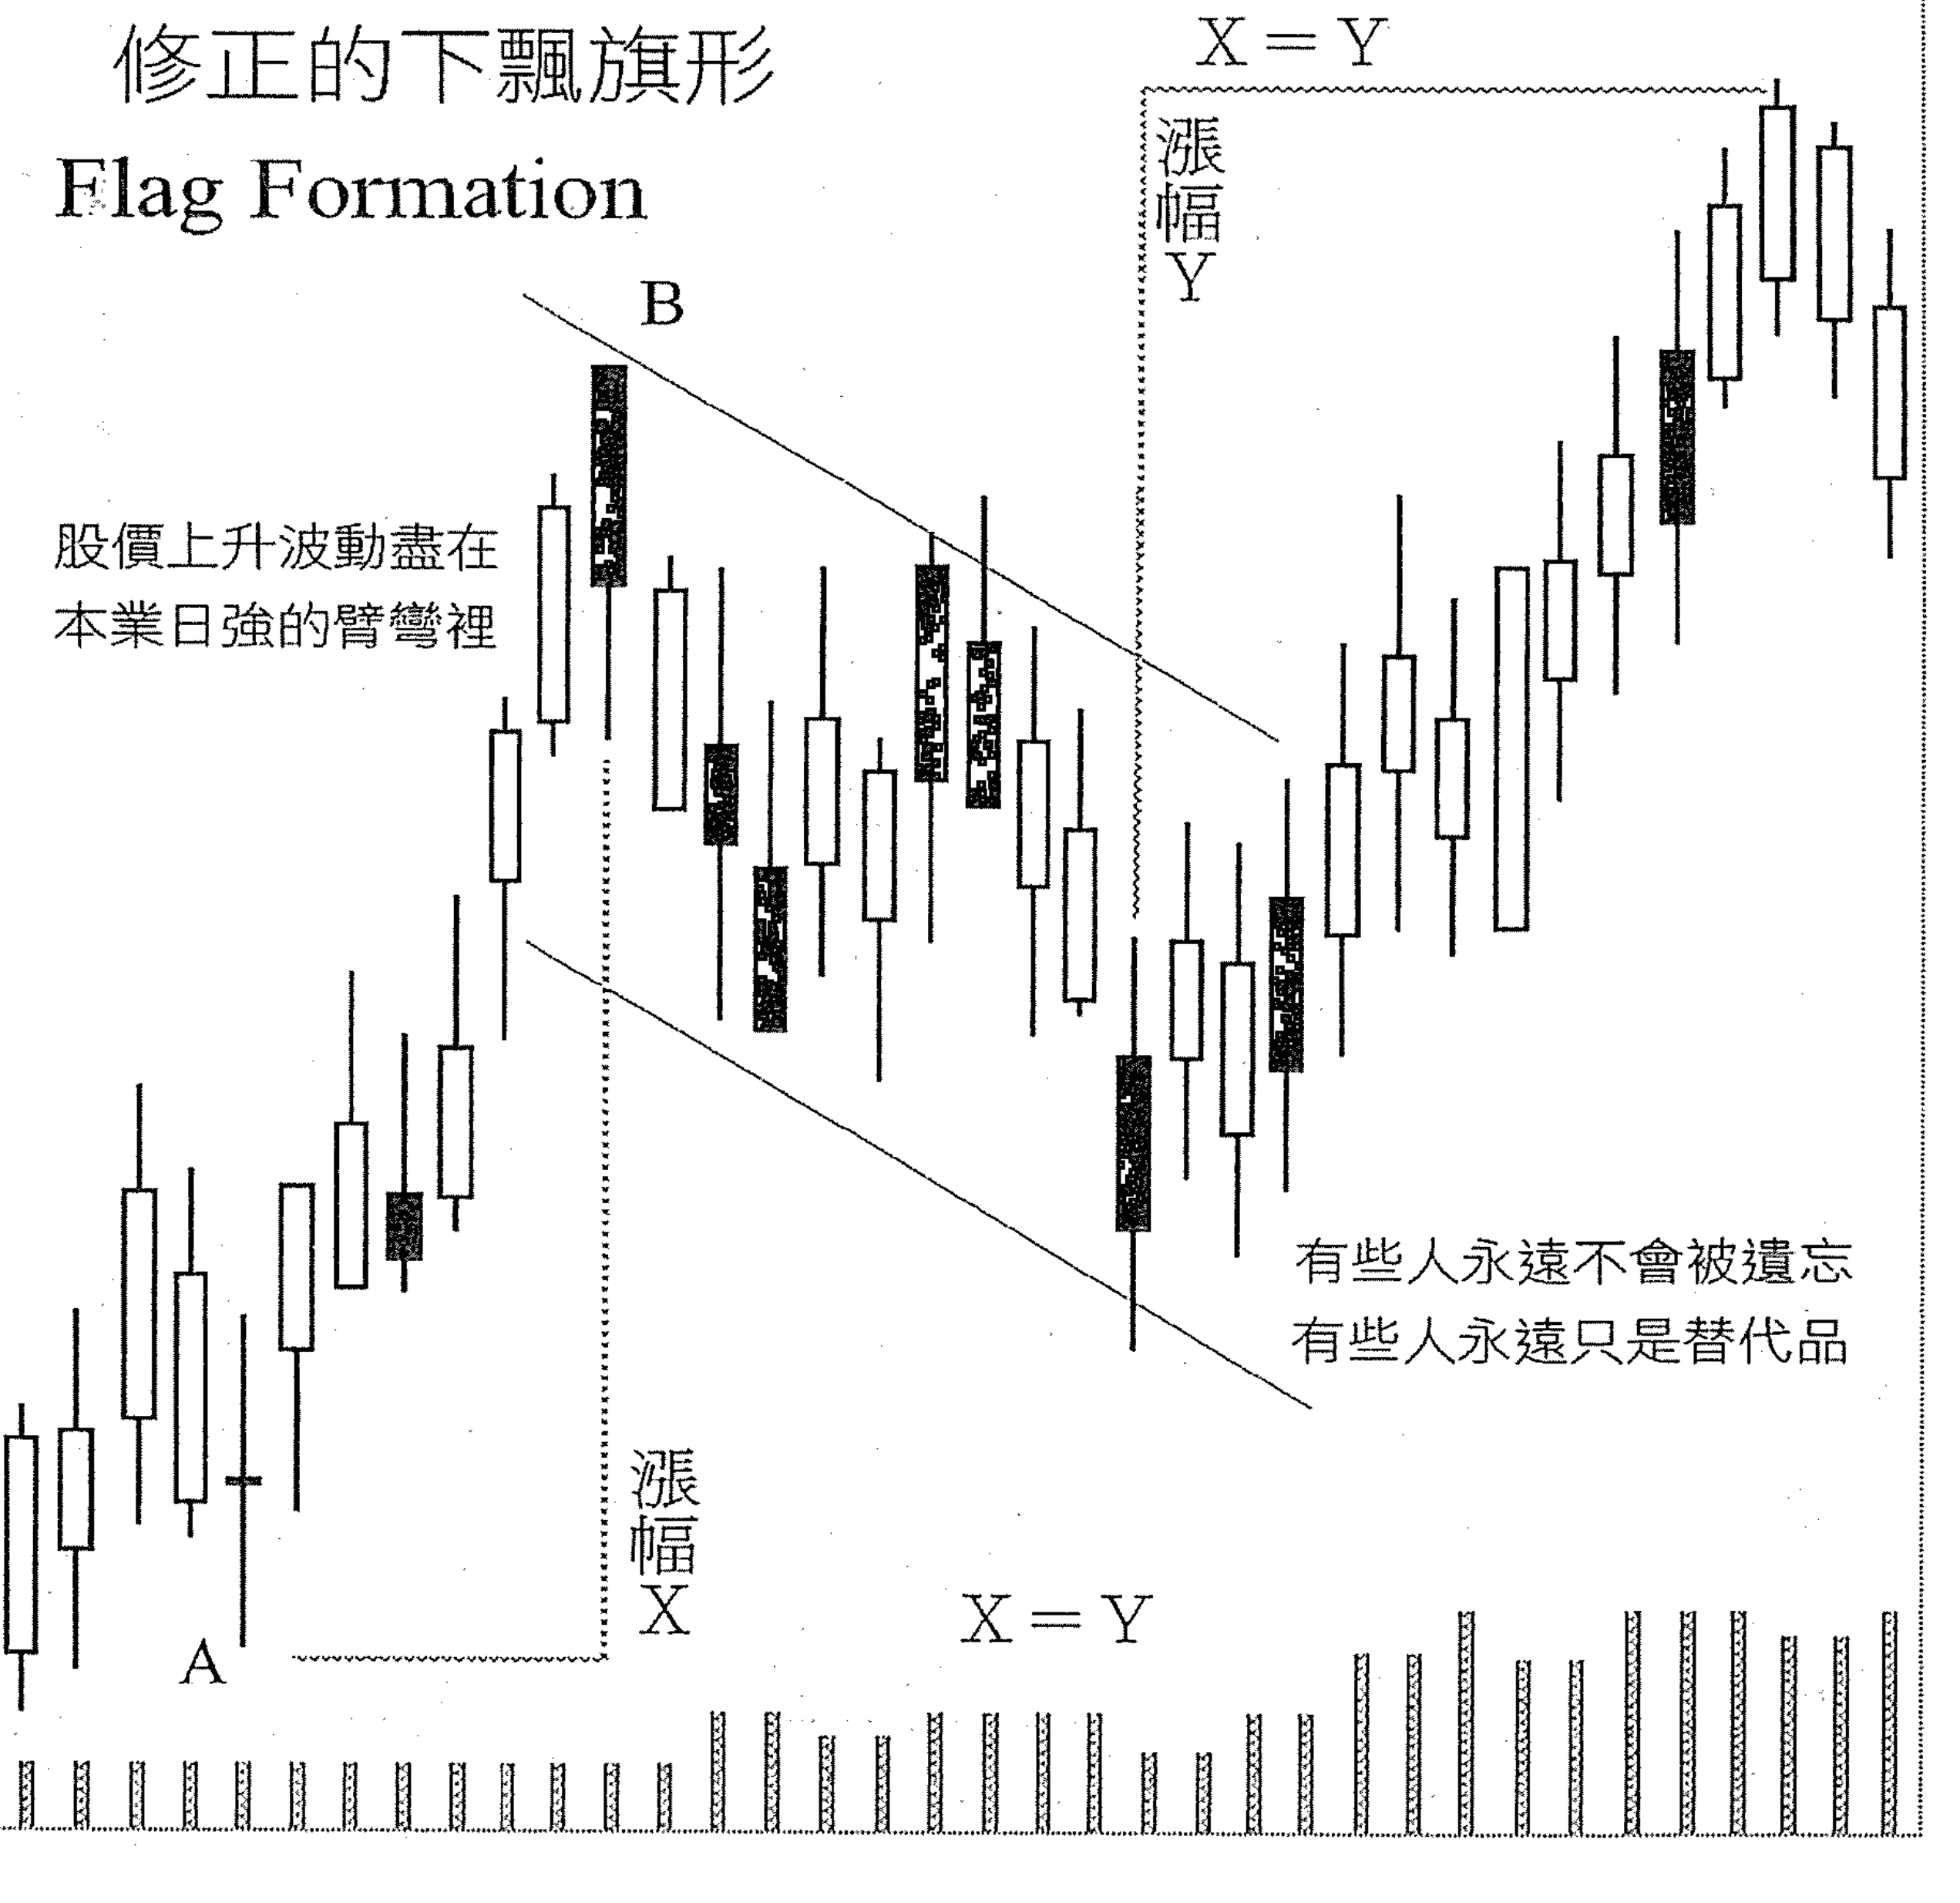 修正的下飄旗形
Flag Formation
X＝Y
漲幅Y
B
股價上升波動盡在
本業日強的臂彎裡
有些人永遠不會被遺忘
有些人永遠只是替代品
漲幅X
A
X＝Y